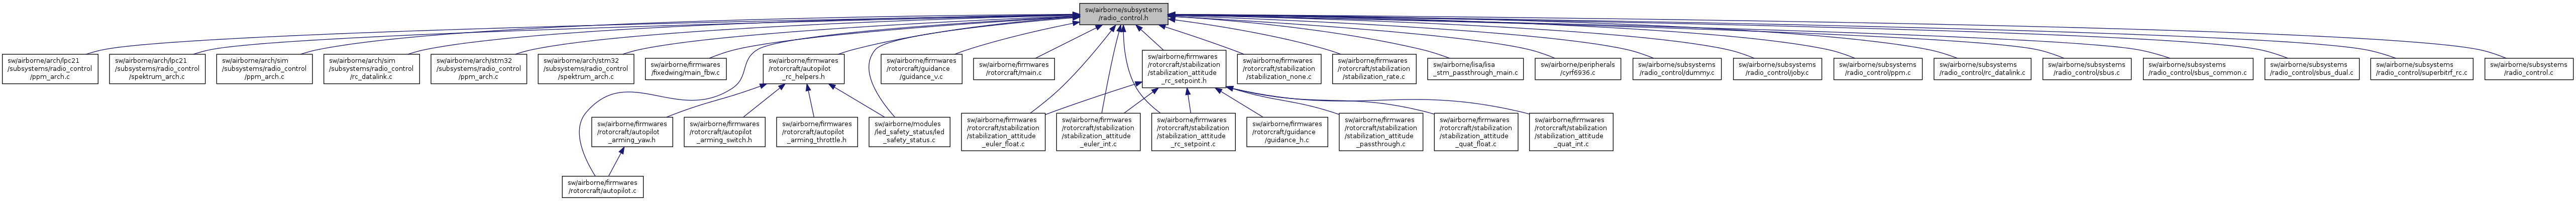 sw/airborne/subsystems
/radio_control.h
sw/airborne/arch/lpc21
/subsystems/radio_control
/ppm_arch.c
sw/airborne/arch/lpc21
/subsystems/radio_control
/spektrum_arch.c
sw/airborne/arch/sim
/subsystems/radio_control
/ppm_arch.c
sw/airborne/arch/sim
/subsystems/radio_control
/rc_datalink.c
sw/airborne/arch/stm32
/subsystems/radio_control
/ppm_arch.c
sw/airborne/arch/stm32
/subsystems/radio_control
/spektrum_arch.c
sw/airborne/firmwares
/fixedwing/main_fbw.c
sw/airborne/firmwares
/rotorcraft/autopilot
_rc_helpers.h
sw/airborne/firmwares
/rotorcraft/guidance
/guidance_v.c
sw/airborne/firmwares
/rotorcraft/main.c
sw/airborne/firmwares
/rotorcraft/stabilization
/stabilization_attitude
_rc_setpoint.h
sw/airborne/firmwares
/rotorcraft/stabilization
/stabilization_none.c
sw/airborne/firmwares
/rotorcraft/stabilization
/stabilization_rate.c
sw/airborne/lisa/lisa
_stm_passthrough_main.c
sw/airborne/peripherals
/cyrf6936.c
sw/airborne/subsystems
/radio_control/dummy.c
sw/airborne/subsystems
/radio_control/joby.c
sw/airborne/subsystems
/radio_control/ppm.c
sw/airborne/subsystems
/radio_control/rc_datalink.c
sw/airborne/subsystems
/radio_control/sbus.c
sw/airborne/subsystems
/radio_control/sbus_common.c
sw/airborne/subsystems
/radio_control/sbus_dual.c
sw/airborne/subsystems
/radio_control/superbitrf_rc.c
sw/airborne/subsystems
/radio_control.c
sw/airborne/firmwares
/rotorcraft/autopilot
_arming_yaw.h
sw/airborne/firmwares
/rotorcraft/autopilot
_arming_switch.h
sw/airborne/firmwares
/rotorcraft/autopilot
_arming_throttle.h
sw/airborne/modules
/led_safety_status/led
_safety_status.c
sw/airborne/firmwares
/rotorcraft/stabilization
/stabilization_attitude
_euler_float.c
sw/airborne/firmwares
/rotorcraft/stabilization
/stabilization_attitude
_euler_int.c
sw/airborne/firmwares
/rotorcraft/stabilization
/stabilization_attitude
_rc_setpoint.c
sw/airborne/firmwares
/rotorcraft/guidance
/guidance_h.c
sw/airborne/firmwares
/rotorcraft/stabilization
/stabilization_attitude
_passthrough.c
sw/airborne/firmwares
/rotorcraft/stabilization
/stabilization_attitude
_quat_float.c
sw/airborne/firmwares
/rotorcraft/stabilization
/stabilization_attitude
_quat_int.c
sw/airborne/firmwares
/rotorcraft/autopilot.c